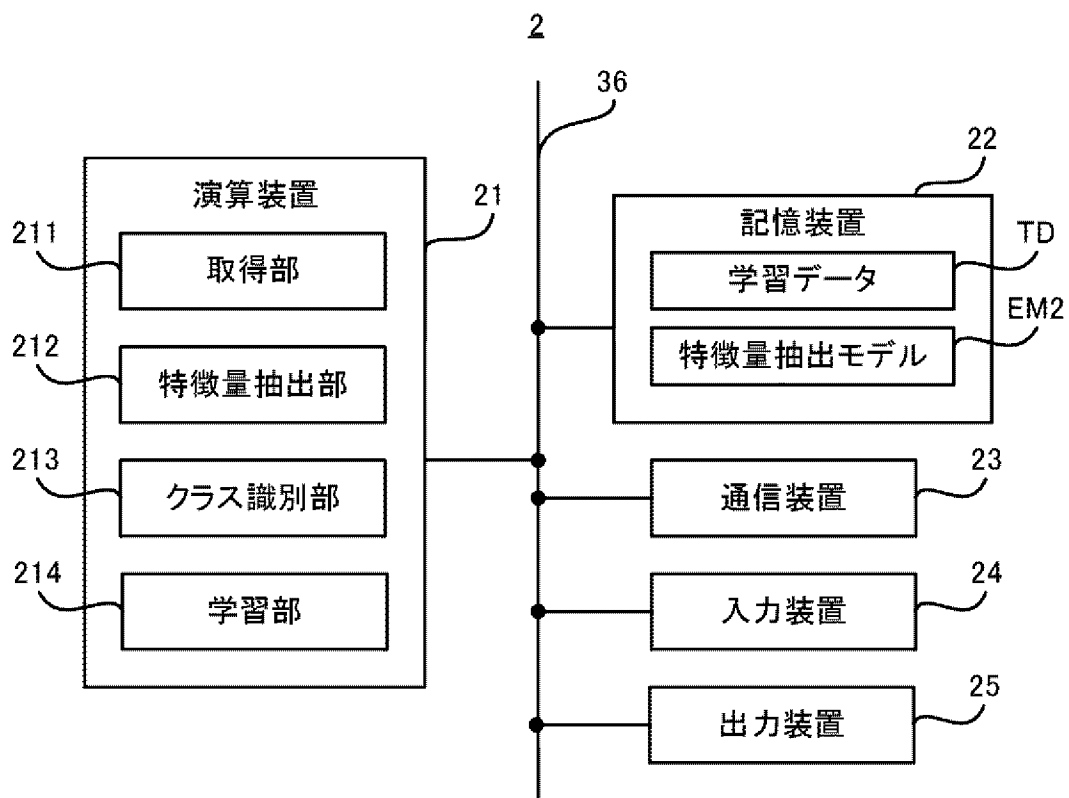 2
36
演算装置
21
211
取得部
212
特徴量抽出部
213
クラス識別部
214
学習部
22
記憶装置
TD
学習データ
EM2
特徴量抽出モデル
23
通信装置
24
入力装置
25
出力装置